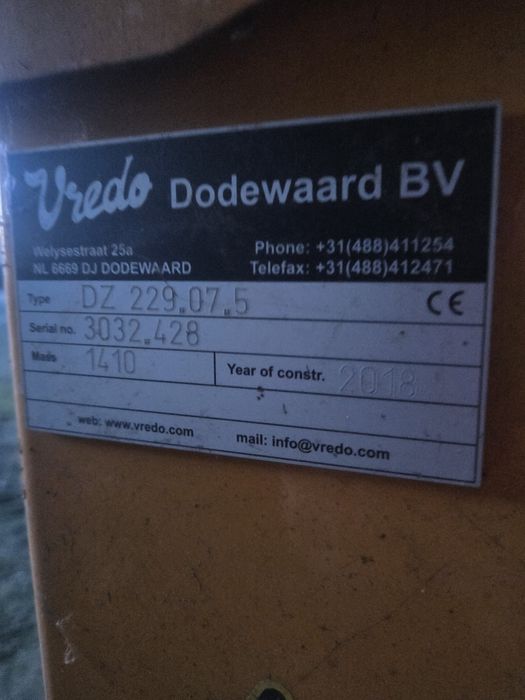 Vredo Dodewaard BV
Welysestraat 25a Phone: +31(488)411254
NL 6669 DJ DODEWAARD Telefax: +31(488)412471
Type DZ 229.07.5 CE
Serial no. 3032.428
Mass 1410 Year of constr. 2018
web: www.vredo.com mail: info@vredo.com